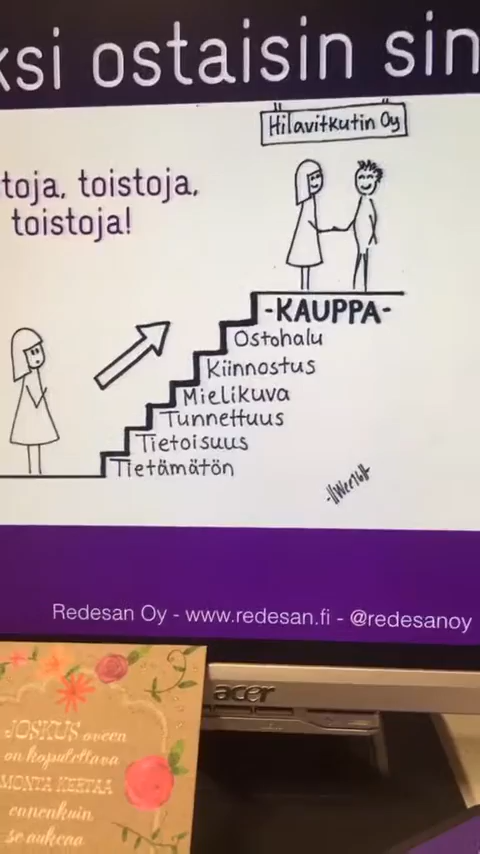 ksi ostaisin sin
Hilavitkutin Oy
toja, toistoja,
toistoja!
-KAUPPA-
Ostohalu
Kiinnostus
Mielikuva
Tunnettuus
Tietoisuus
Tietämätön
Redesan Oy - www.redesan.fi - @redesanoy
acer
JOSKUS oveen
on koputettava
MONTA KERTAA
ennenkuin
se aukeaa